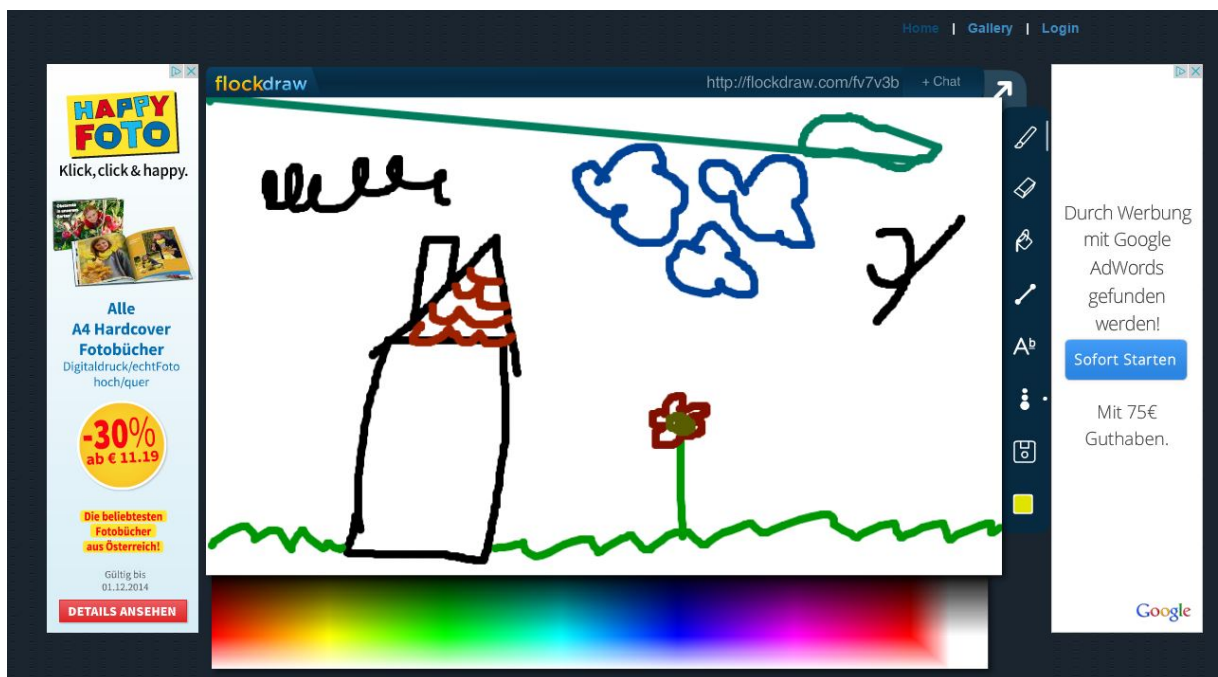 Home | Gallery | Login
flockdraw
http://flockdraw.com/fv7v3b
+ Chat
HAPPY
FOTO
Klick, click & happy.
Alle
A4 Hardcover
Fotobücher
Digitaldruck/echtFoto
hoch/quer
-30%
ab € 11.19
Die beliebtesten
Fotobücher
aus Österreich!
Gültig bis
01.12.2014
DETAILS ANSEHEN
Ab
Durch Werbung
mit Google
AdWords
gefunden
werden!
Sofort Starten
Mit 75€
Guthaben.
Google